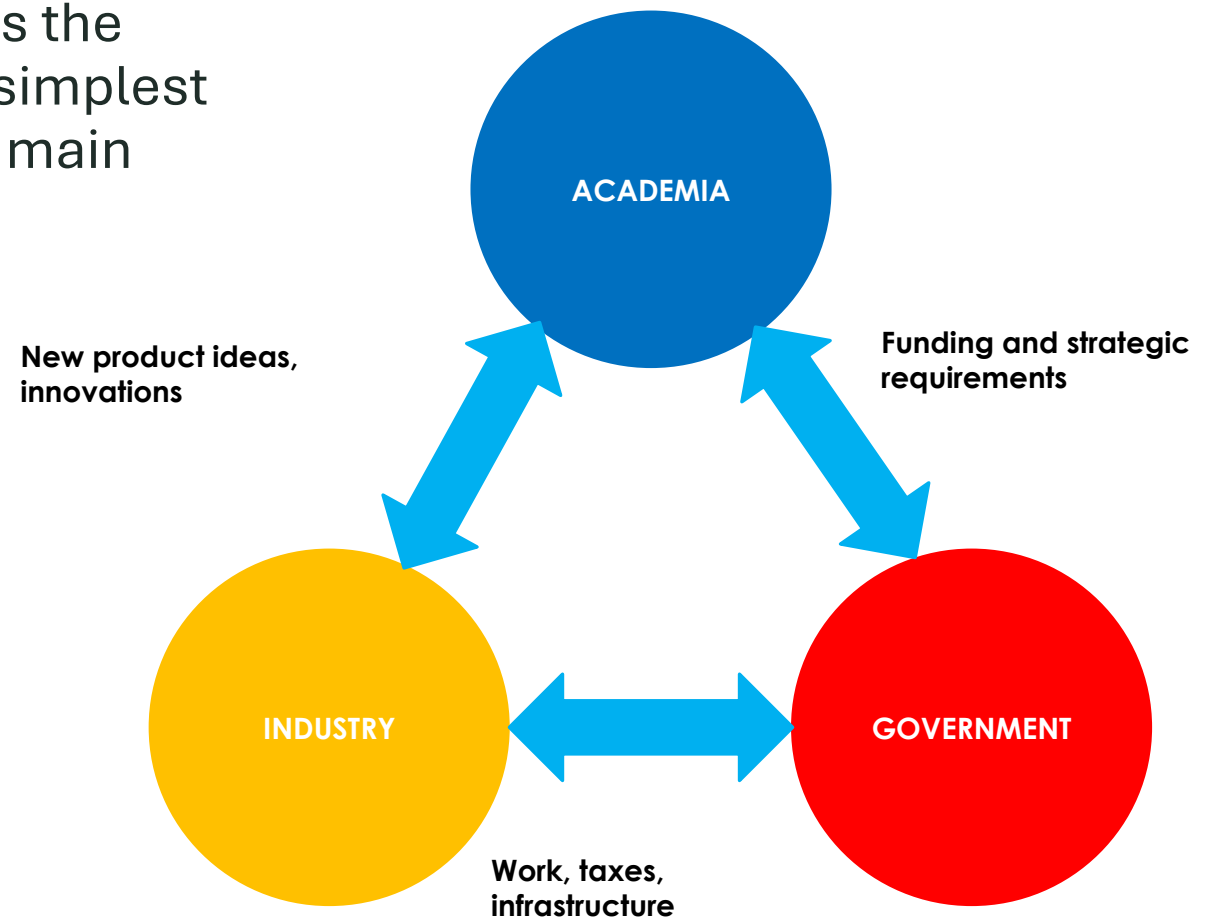 s the
simplest
main
ACADEMIA
New product ideas,
innovations
Funding and strategic
requirements
INDUSTRY
GOVERNMENT
Work, taxes,
infrastructure